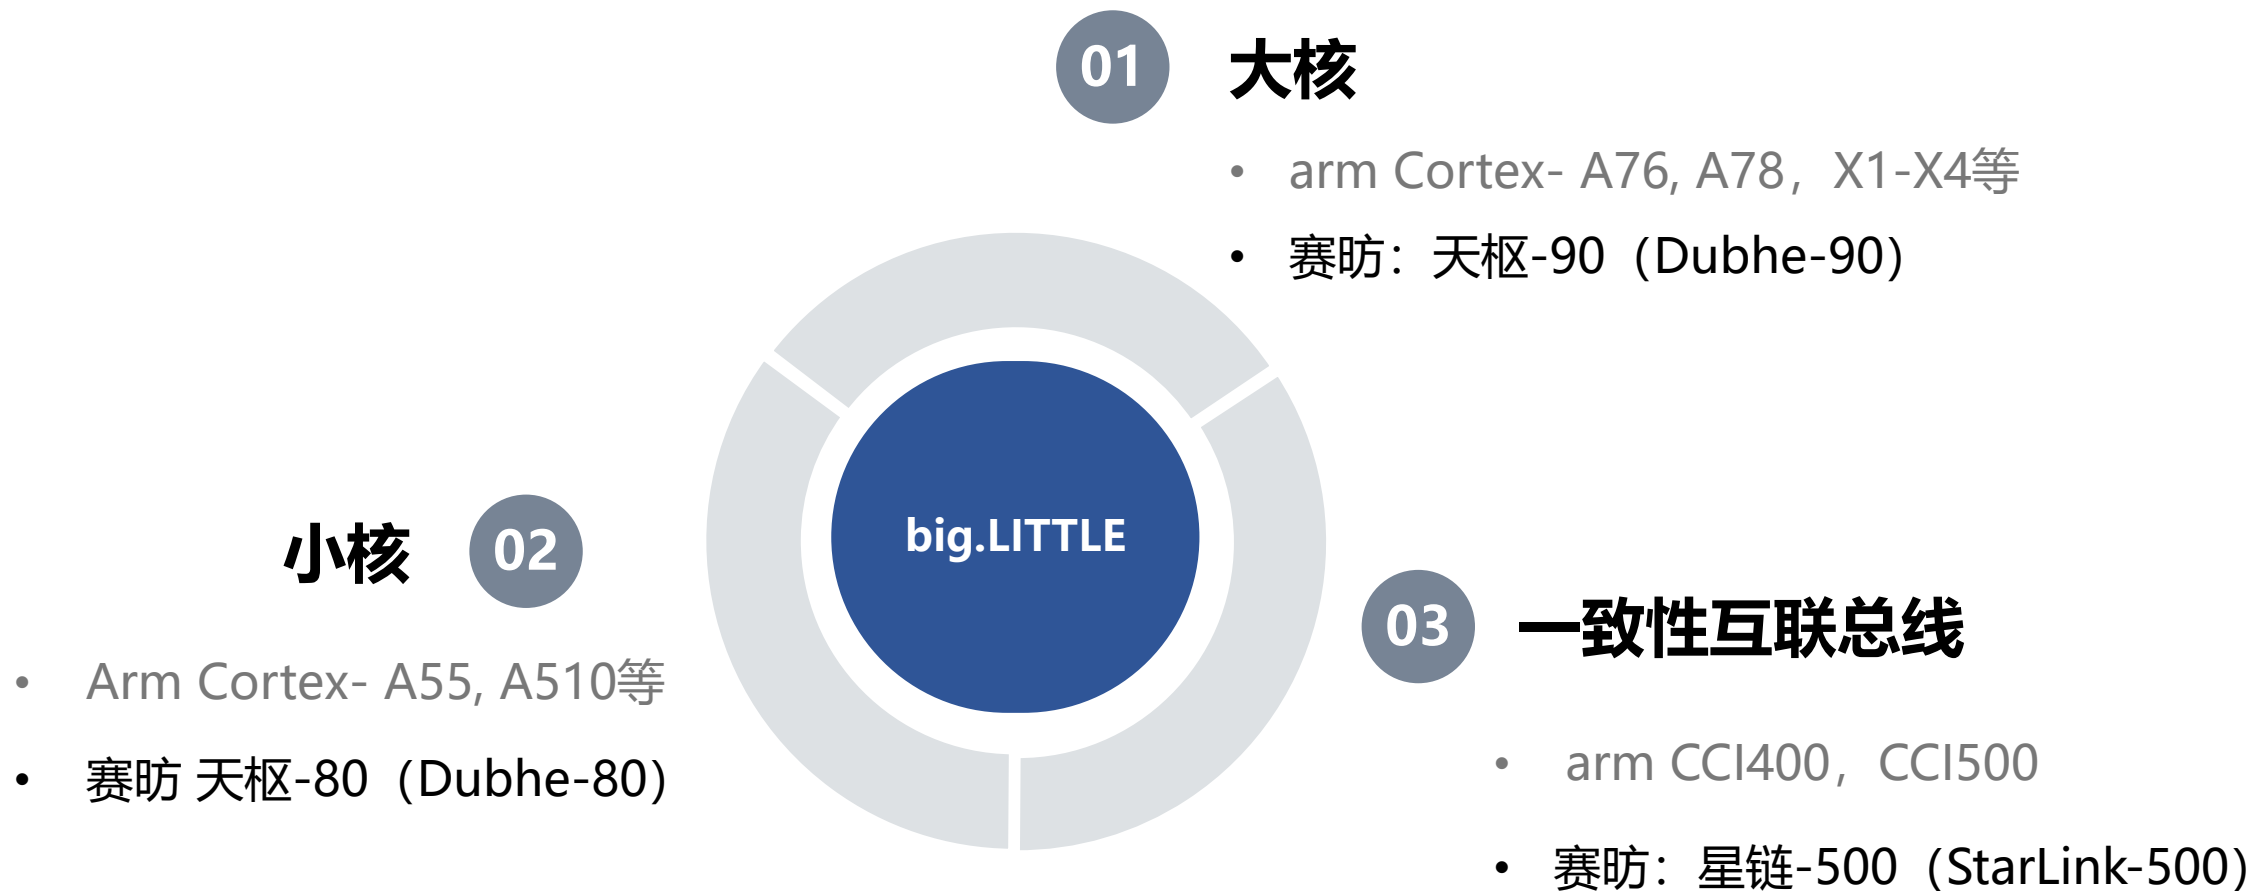 01
大核
• arm Cortex- A76, A78，X1-X4等
• 赛昉：天枢-90（Dubhe-90）
big.LITTLE
小核
02
• Arm Cortex- A55, A510等
• 赛昉 天枢-80（Dubhe-80）
03
一致性互联总线
• arm CCI400，CCI500
• 赛昉：星链-500（StarLink-500）